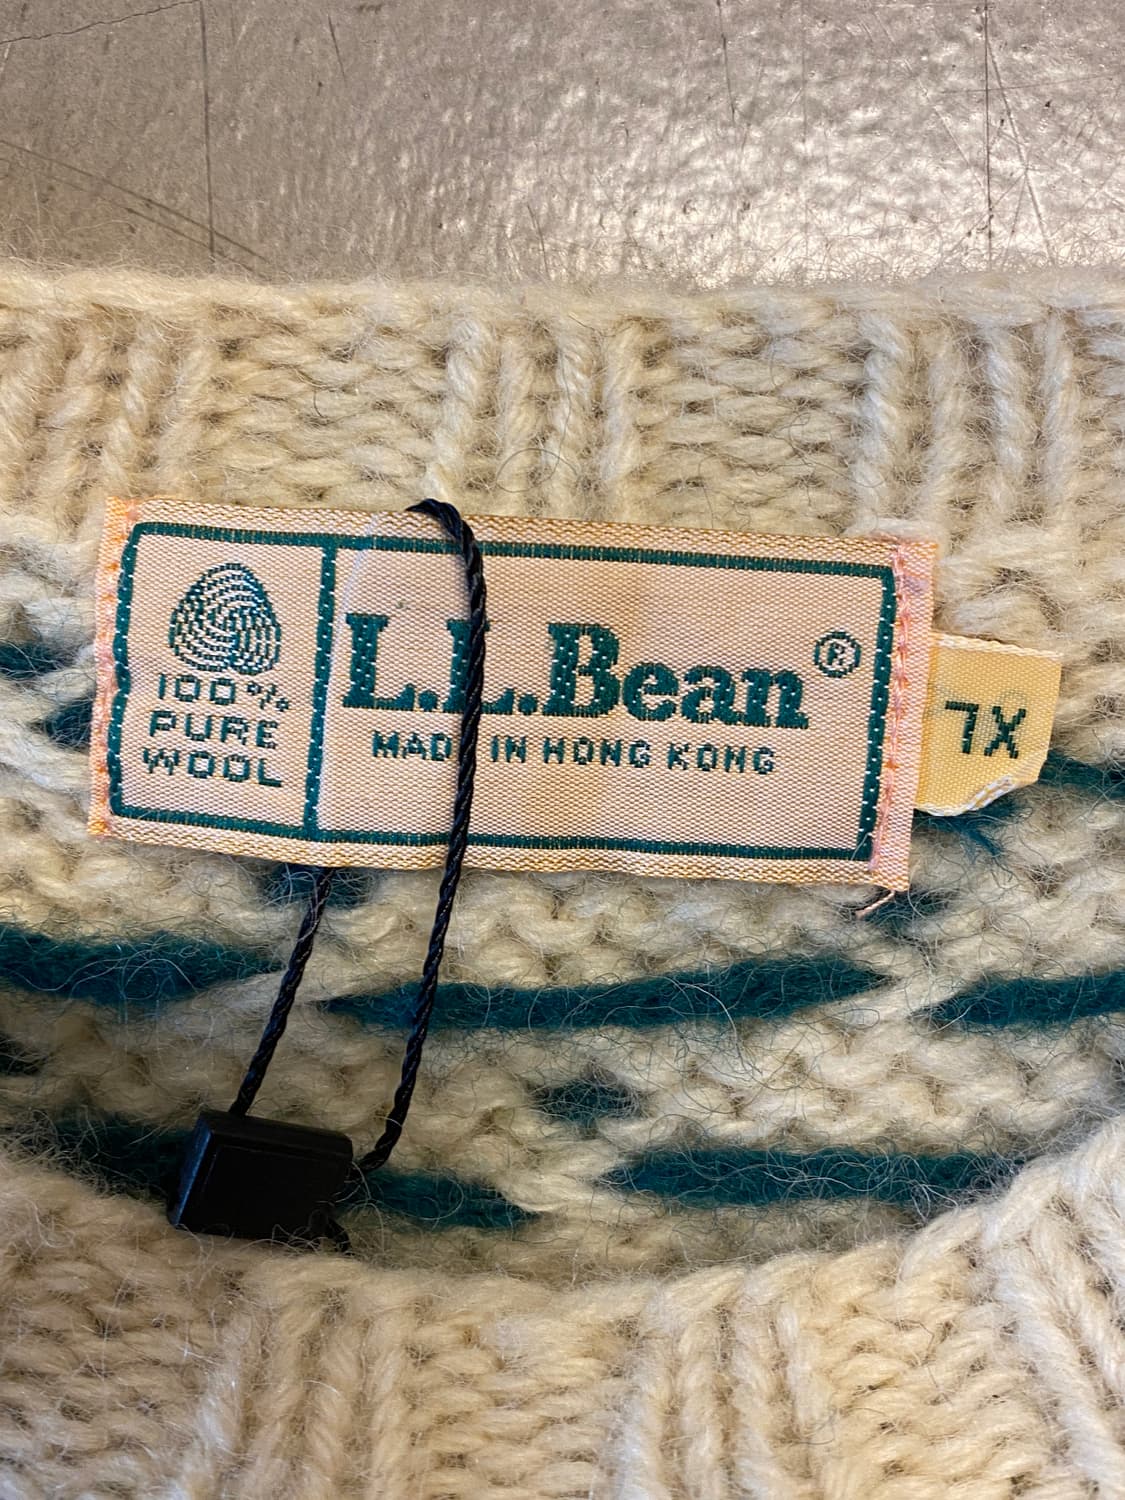 100%
PURE
WOOL
L.L.Bean®
MADE IN HONG KONG
XL